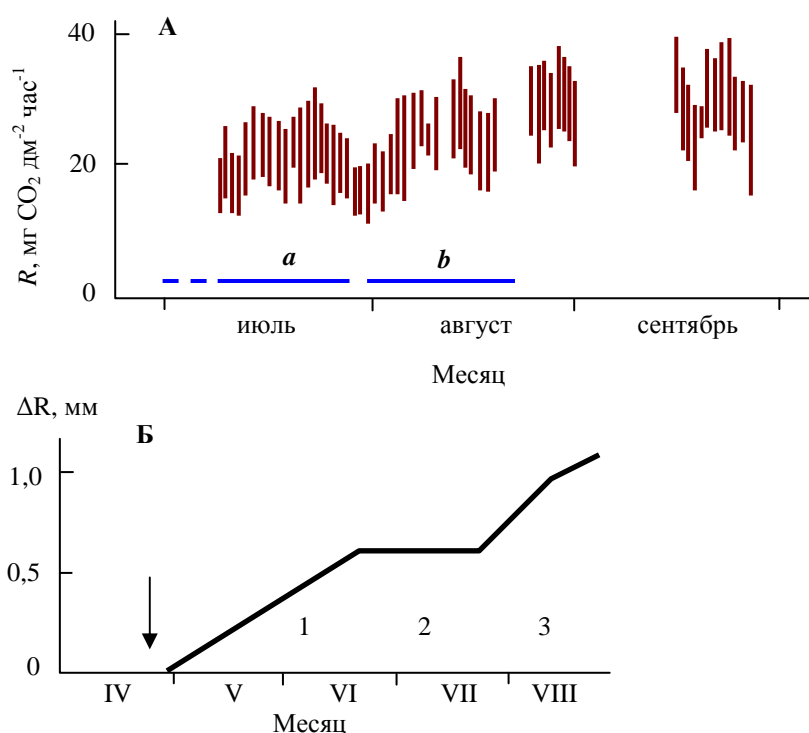 А
R, мг CO₂ дм⁻² час⁻¹
40
20
0
a
b
июль
август
сентябрь
Месяц
ΔR, мм
Б
1,0
0,5
0
1
2
3
IV
V
VI
VII
VIII
Месяц